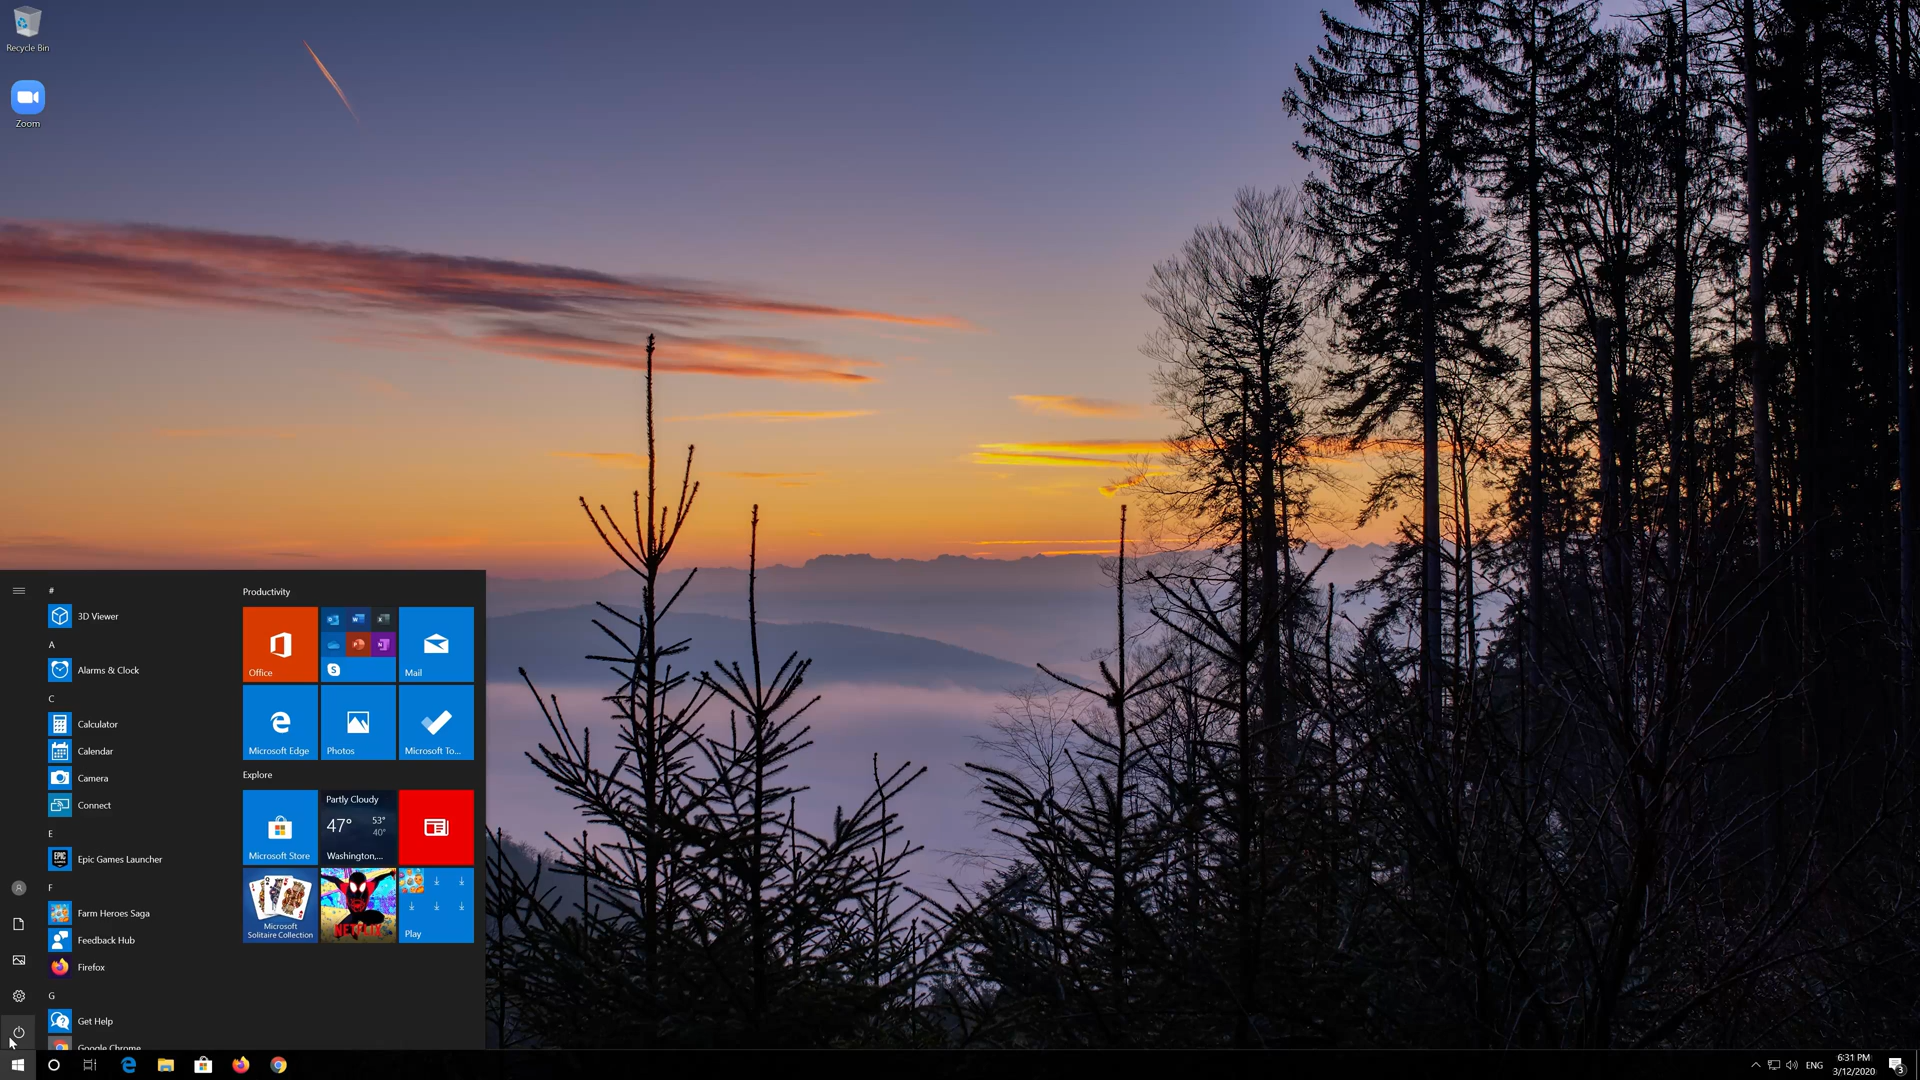 Recycle Bin
Zoom
#
3D Viewer
A
Alarms & Clock
C
Calculator
Calendar
Camera
Connect
E
EPIC
Epic Games Launcher
F
Farm Heroes Saga
Feedback Hub
Firefox
G
Get Help
Google Chrome
Productivity
Office
Mail
Microsoft Edge
Photos
Microsoft To...
Explore
Microsoft Store
Partly Cloudy
47°
53°
40°
Washington,...
Microsoft
Solitaire Collection
NETFLIX
Play
ENG
6:31 PM
3/12/2020
3